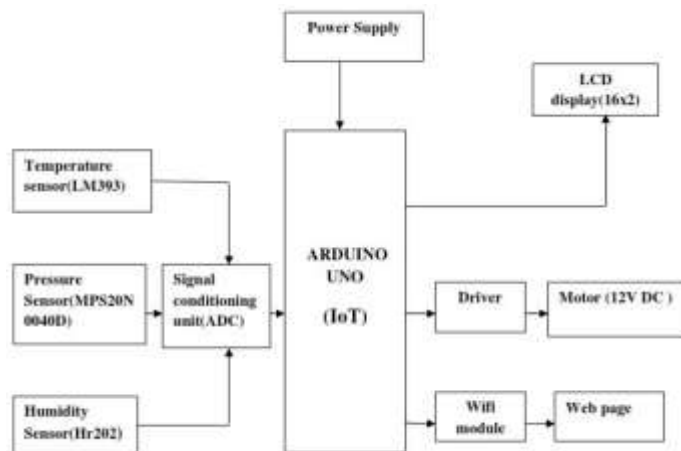 Power Supply
LCD
display(16x2)
Temperature
sensor(LM393)
Pressure
Sensor(MPS20N
0040D)
Signal
conditioning
unit(ADC)
ARDUINO
UNO
(IoT)
Driver
Motor (12V DC )
Humidity
Sensor(Hr202)
Wifi
module
Web page